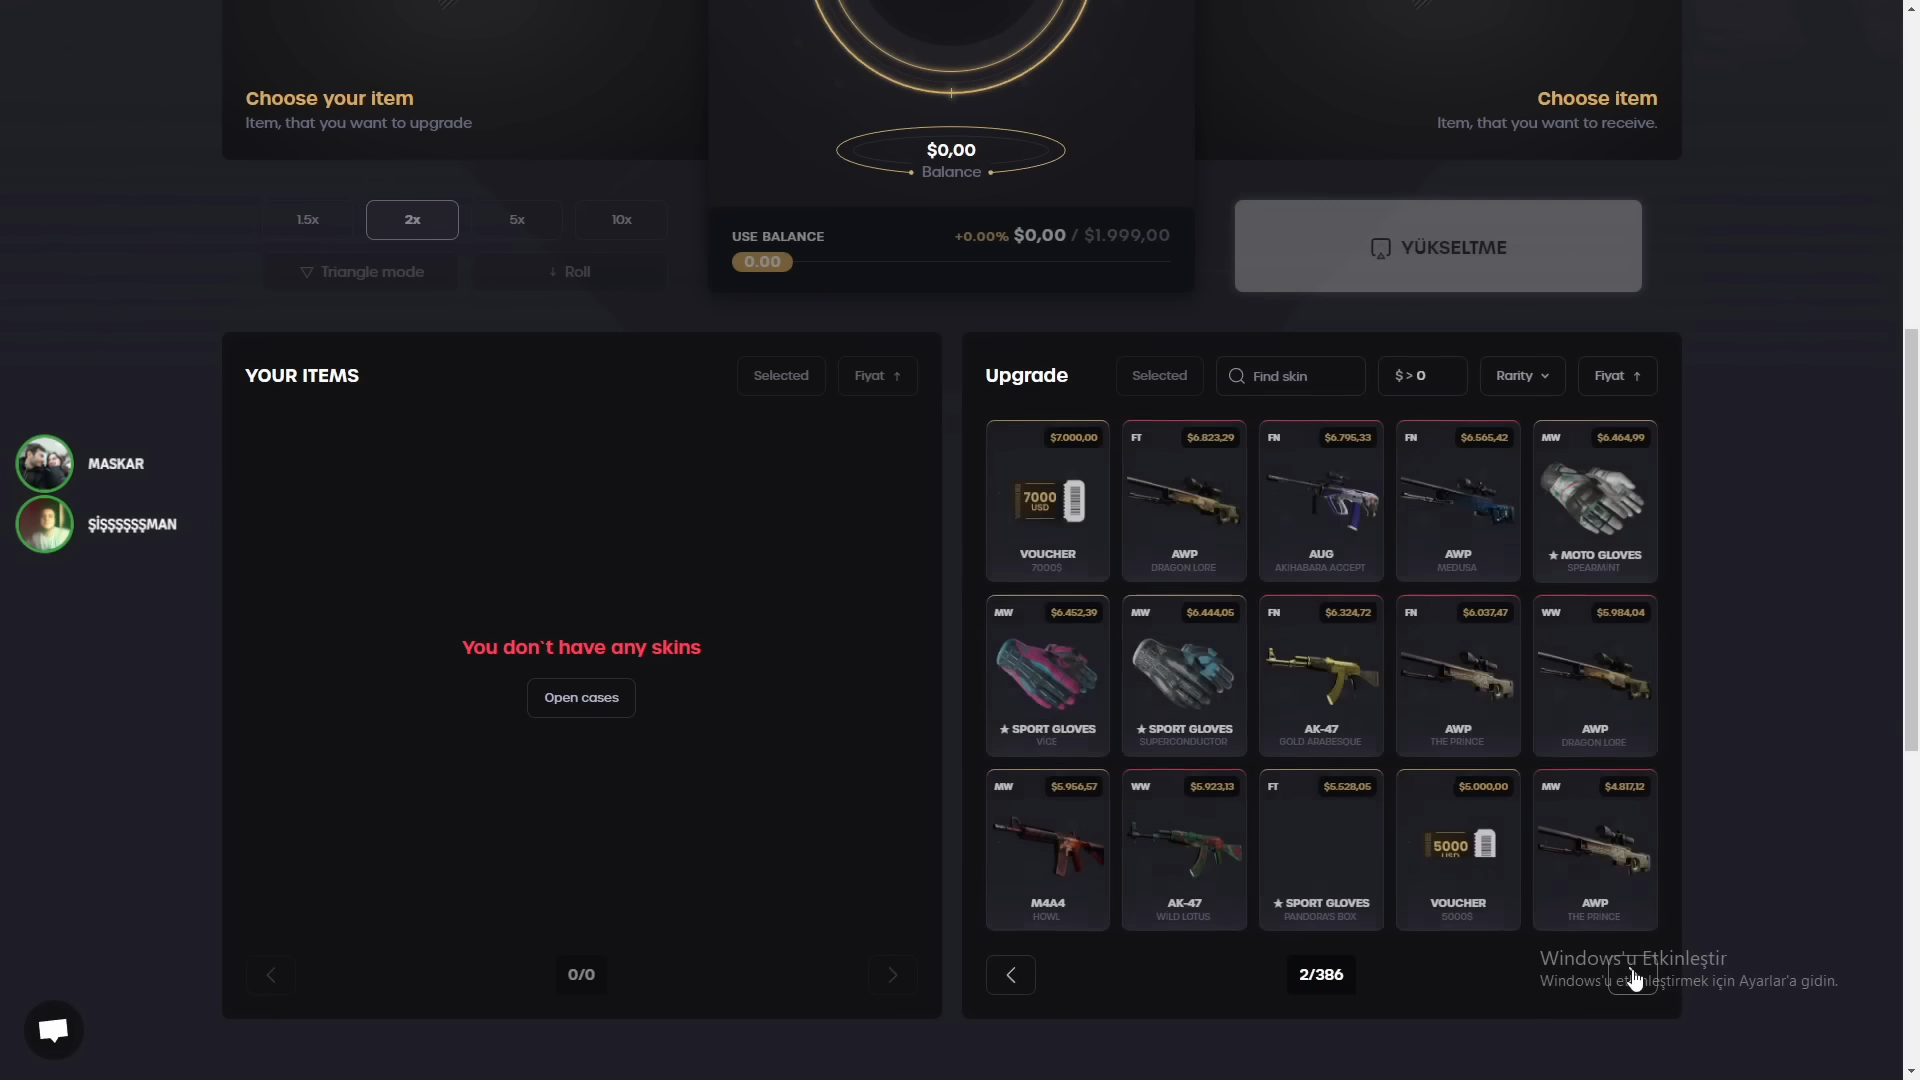 Choose your item
Item, that you want to upgrade
$0,00
Balance
Choose item
Item, that you want to receive.
1.5x
2x
5x
10x
Triangle mode
↓ Roll
USE BALANCE
+0.00% $0,00 / $1.999,00
0.00
YÜKSELTME
YOUR ITEMS
Selected
Fiyat ↑
You don`t have any skins
Open cases
0/0
Upgrade
Selected
Find skin
$ > 0
Rarity
Fiyat ↑
$7.000,00
7000
USD
VOUCHER
7000$
FT
$6.823,29
AWP
DRAGON LORE
FN
$6.795,33
AUG
AKIHABARA ACCEPT
FN
$6.565,42
AWP
MEDUSA
MW
$6.464,99
★ MOTO GLOVES
SPEARMINT
MW
$6.452,39
★ SPORT GLOVES
VICE
MW
$6.444,05
★ SPORT GLOVES
SUPERCONDUCTOR
FN
$6.324,72
AK-47
GOLD ARABESQUE
FN
$6.037,47
AWP
THE PRINCE
WW
$5.984,04
AWP
DRAGON LORE
MW
$5.956,57
M4A4
HOWL
WW
$5.923,13
AK-47
WILD LOTUS
FT
$5.528,05
★ SPORT GLOVES
PANDORA'S BOX
$5.000,00
5000
USD
VOUCHER
5000$
MW
$4.817,12
AWP
THE PRINCE
2/386
MASKAR
ŞİŞŞŞŞŞMAN
Windows'u Etkinleştir
Windows'u etkinleştirmek için Ayarlar'a gidin.